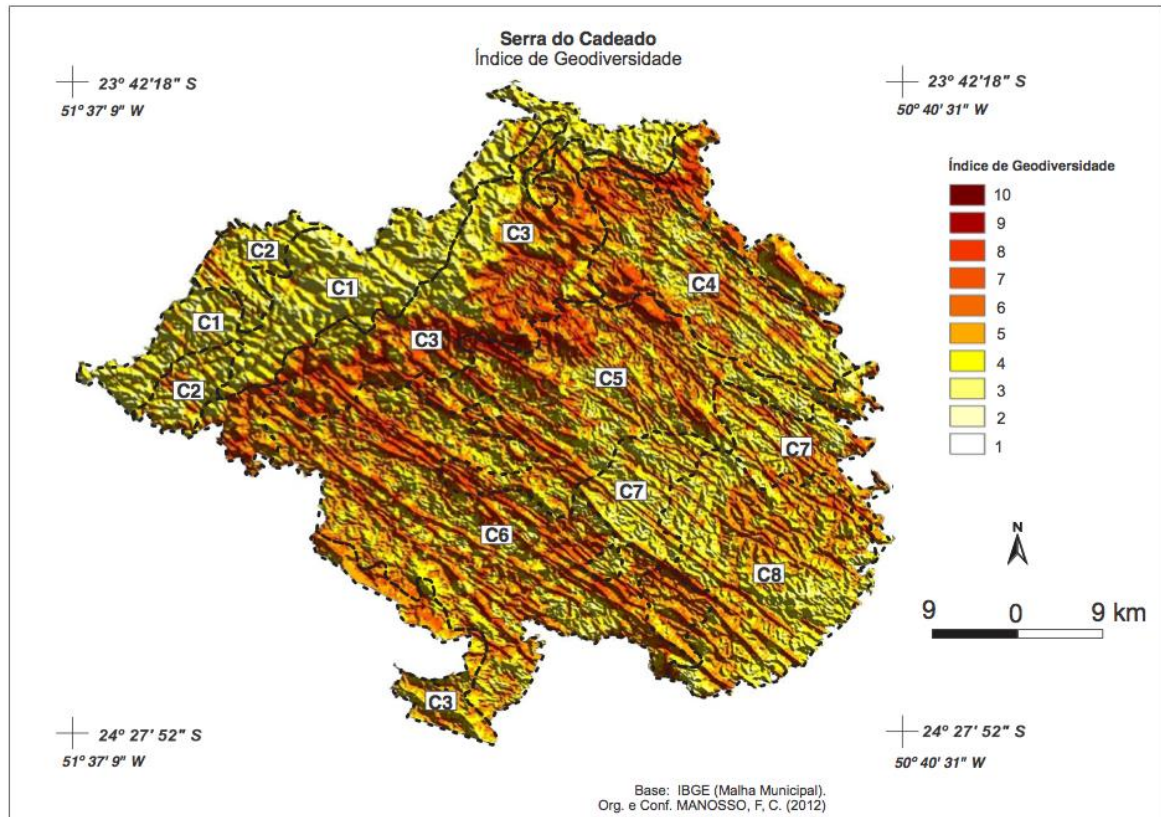 Serra do Cadeado
Índice de Geodiversidade
23º 42'18" S
51º 37' 9" W
23º 42'18" S
50º 40' 31" W
Índice de Geodiversidade
10
9
8
7
6
5
4
3
2
1
C2
C3
C1
C4
C1
C3
C5
C2
C7
C7
C6
C8
C3
N
9 0 9 km
24º 27' 52" S
51º 37' 9" W
24º 27' 52" S
50º 40' 31" W
Base: IBGE (Malha Municipal).
Org. e Conf. MANOSSO, F, C. (2012)